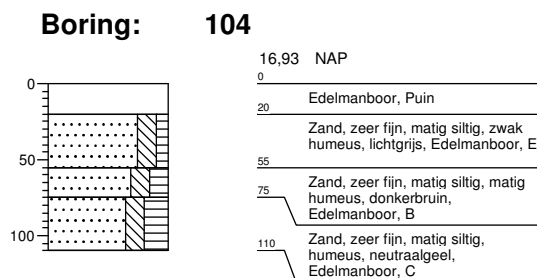 Boring: 104
16,93 NAP
0
0
Edelmanboor, Puin
20
Zand, zeer fijn, matig siltig, zwak
humeus, lichtgrijs, Edelmanboor, E
50
55
Zand, zeer fijn, matig siltig, matig
humeus, donkerbruin,
Edelmanboor, B
75
100
110
Zand, zeer fijn, matig siltig,
humeus, neutraalgeel,
Edelmanboor, C